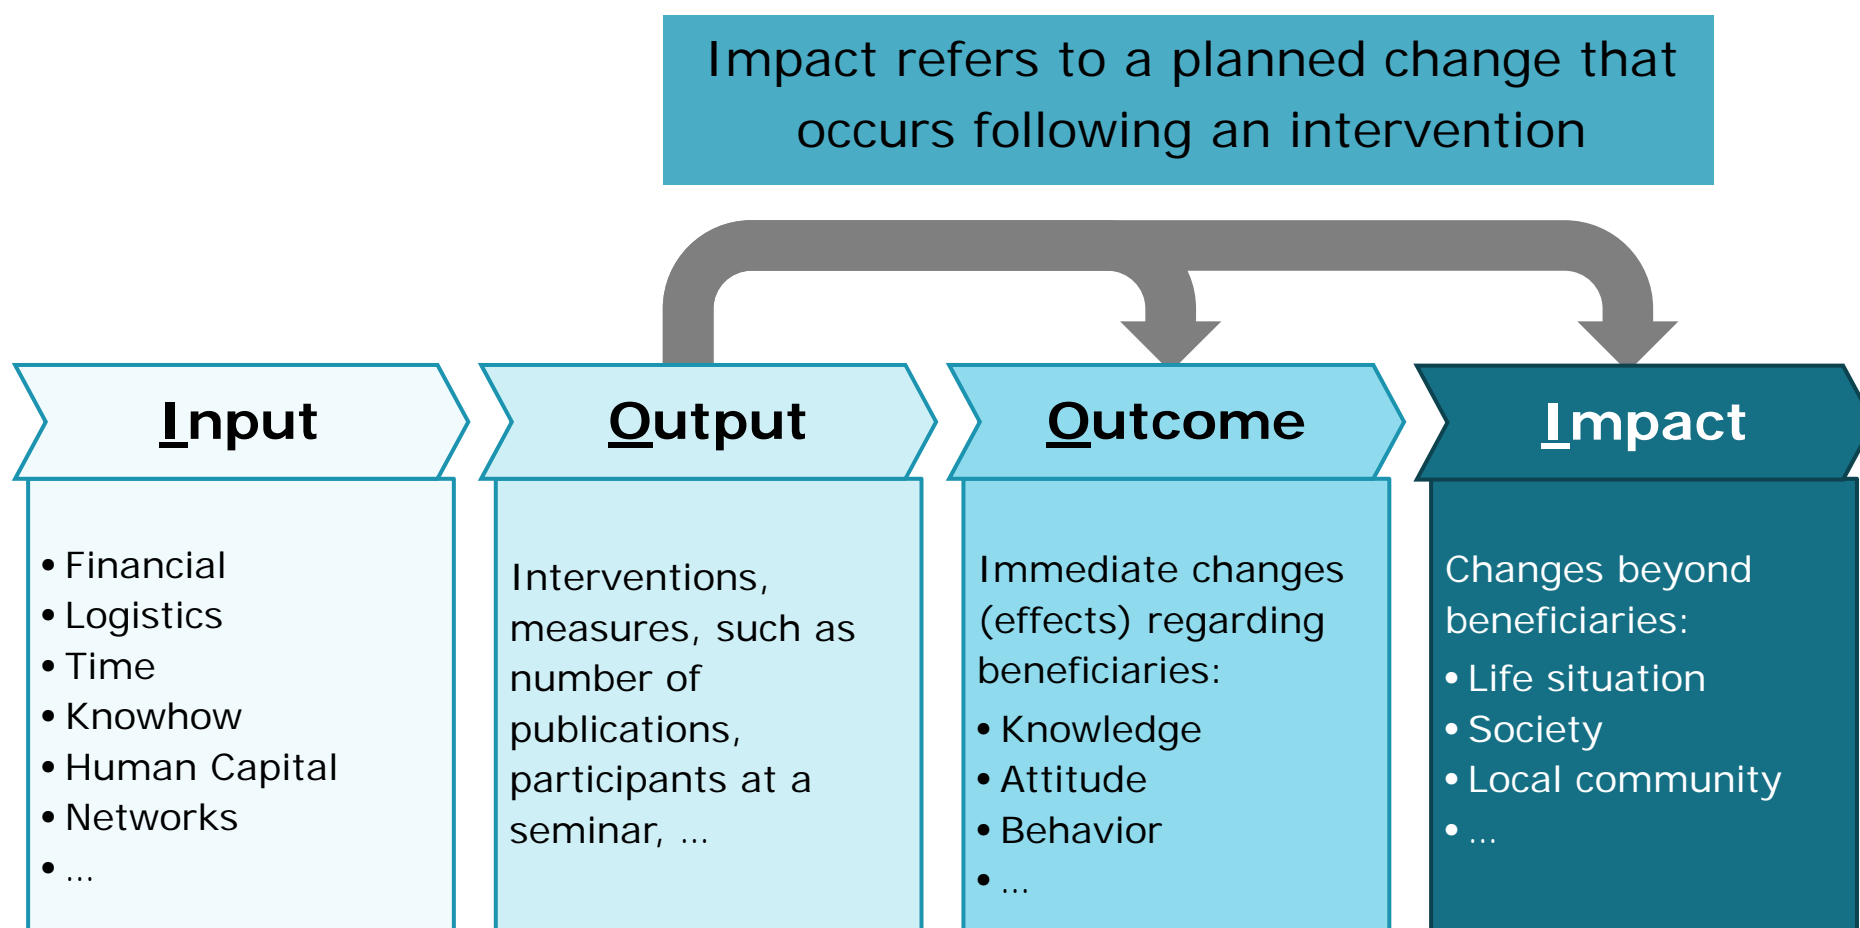 Impact refers to a planned change that
occurs following an intervention
Input
• Financial
• Logistics
• Time
• Knowhow
• Human Capital
• Networks
• ...
Output
Interventions,
measures, such as
number of
publications,
participants at a
seminar, ...
Outcome
Immediate changes
(effects) regarding
beneficiaries:
• Knowledge
• Attitude
• Behavior
• ...
Impact
Changes beyond
beneficiaries:
• Life situation
• Society
• Local community
• ...